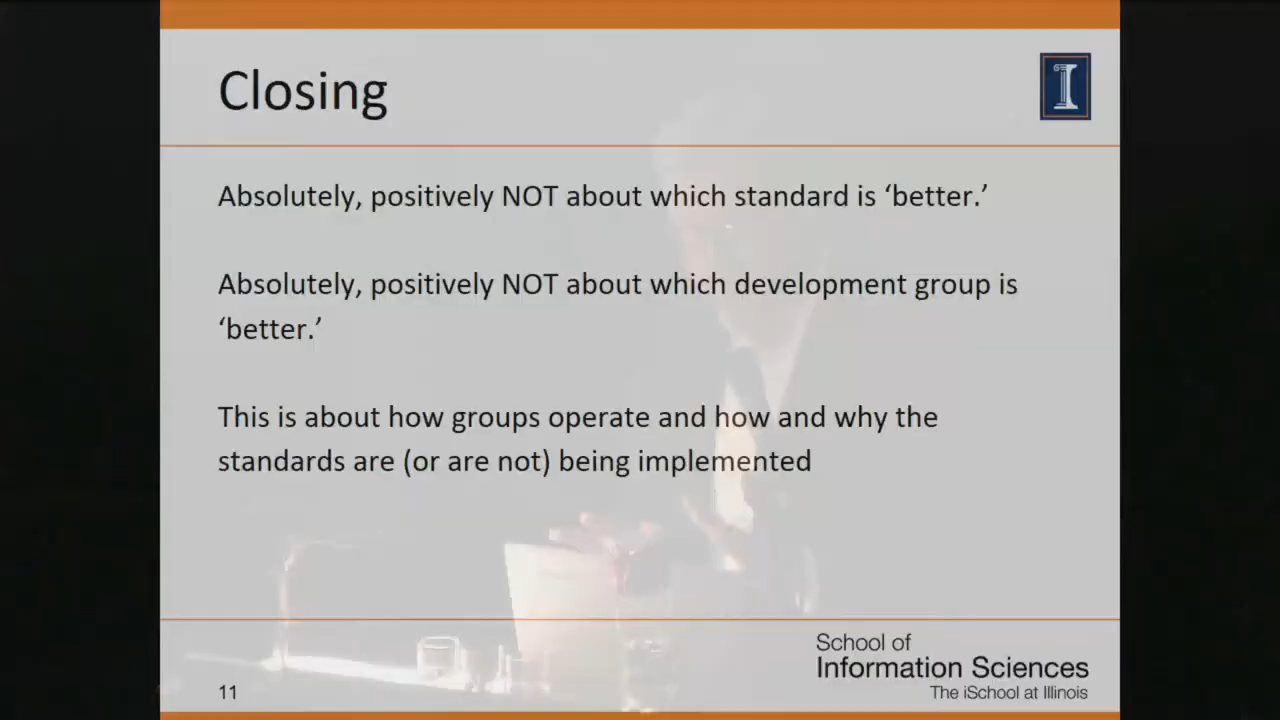 Closing
I
Absolutely, positively NOT about which standard is ‘better.’
Absolutely, positively NOT about which development group is
‘better.’
This is about how groups operate and how and why the
standards are (or are not) being implemented
School of
Information Sciences
The iSchool at Illinois
11